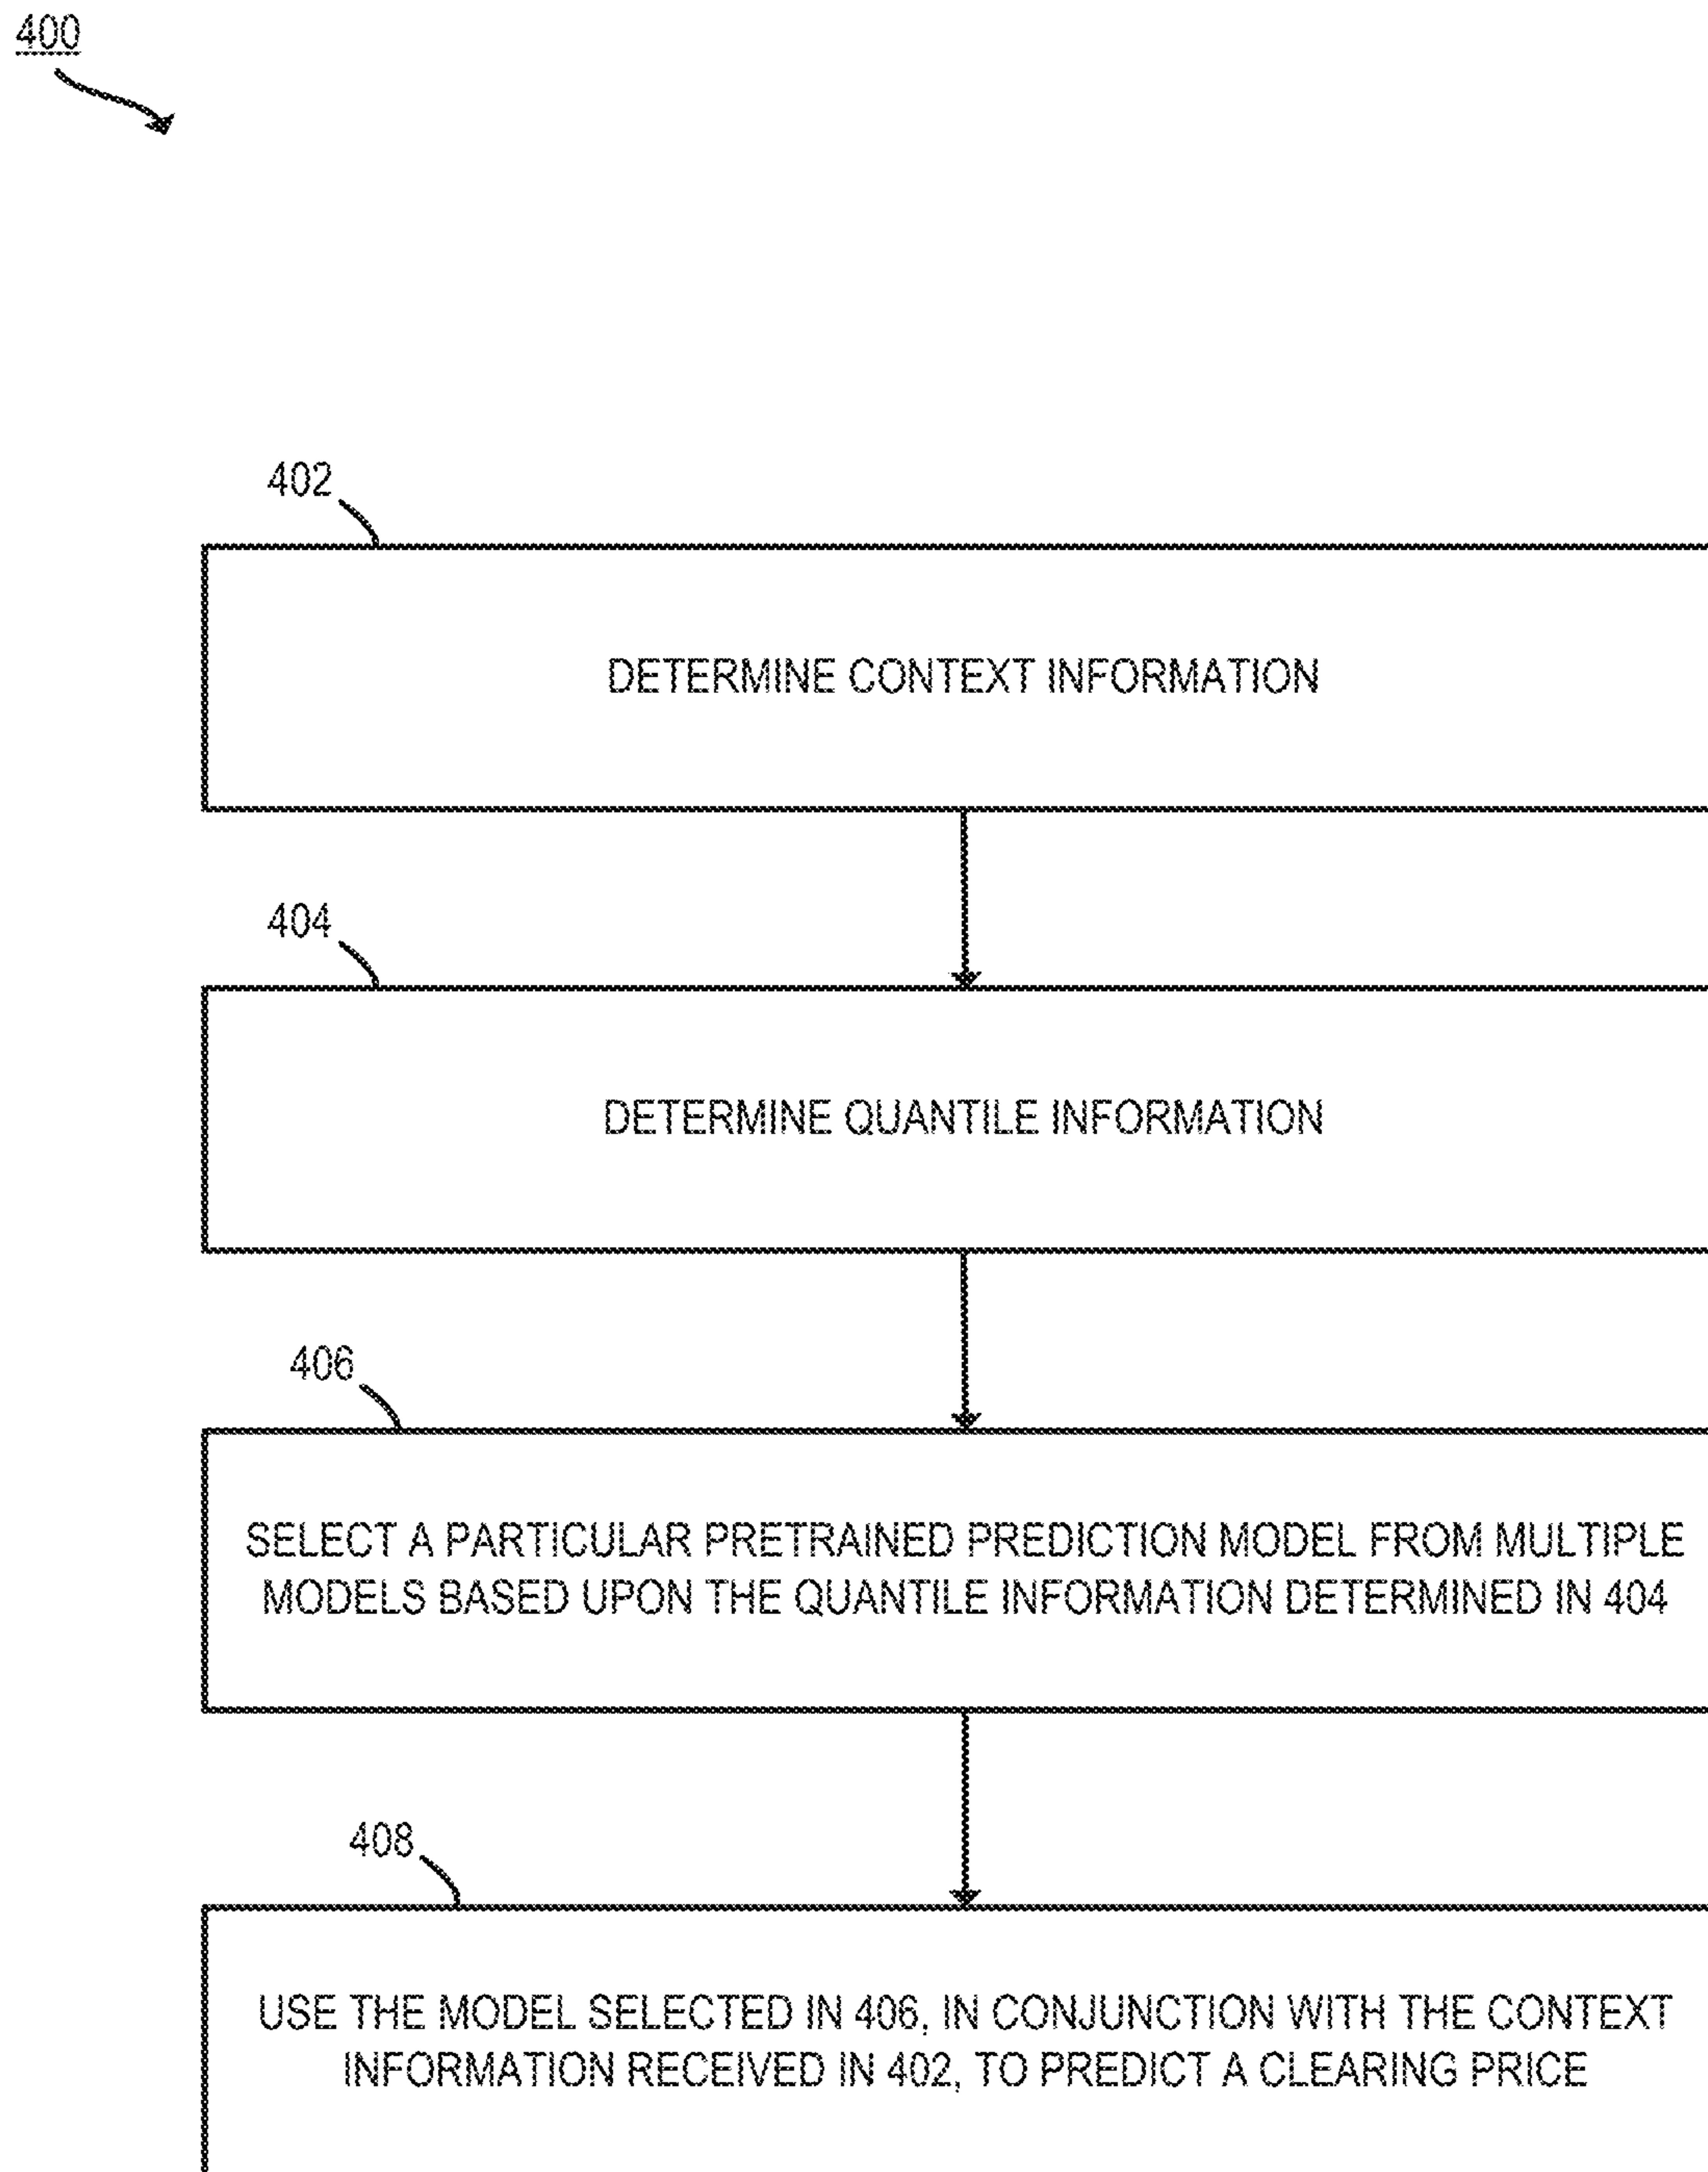 400
402
DETERMINE CONTEXT INFORMATION
404
DETERMINE QUANTILE INFORMATION
406
SELECT A PARTICULAR PRETRAINED PREDICTION MODEL FROM MULTIPLE
MODELS BASED UPON THE QUANTILE INFORMATION DETERMINED IN 404
408
USE THE MODEL SELECTED IN 406, IN CONJUNCTION WITH THE CONTEXT
INFORMATION RECEIVED IN 402, TO PREDICT A CLEARING PRICE